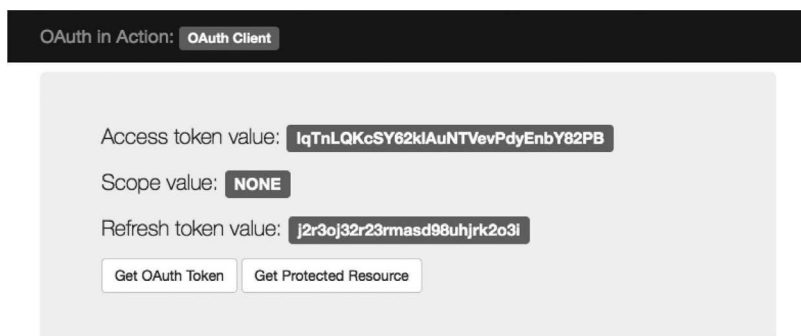 OAuth in Action: OAuth Client
Access token value: IqTnLQKcSY62klAuNTVevPdyEnbY82PB
Scope value: NONE
Refresh token value: j2r3oj32r23rmasd98uhjrk2o3i
Get OAuth Token Get Protected Resource